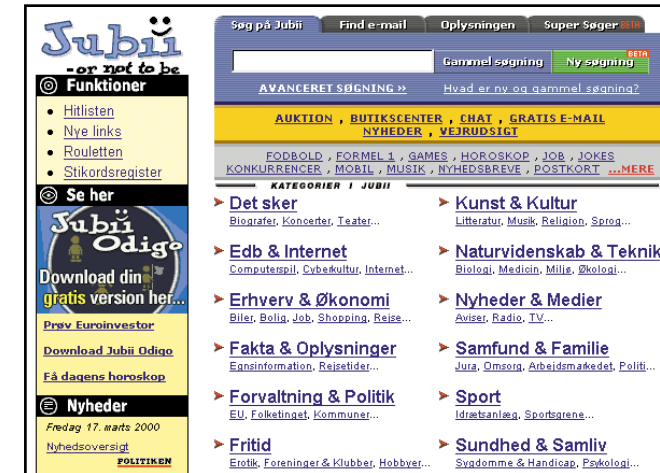 Jubii
-or not to be
Funktioner
Hitlisten
Nye links
Rouletten
Stikordsregister
Se her
Jubii
Odigo
Download din
gratis version her...
Prøv Euroinvestor
Download Jubii Odigo
Få dagens horoskop
Nyheder
Fredag 17. marts 2000
Nyhedsoversigt
POLITIKEN
Søg på Jubii Find e-mail Oplysningen Super Søger BETA
Gammel søgning Ny søgning BETA
AVANCERET SØGNING >> Hvad er ny og gammel søgning?
AUKTION , BUTIKSCENTER , CHAT , GRATIS E-MAIL
NYHEDER , VEJRUDSIGT
FODBOLD , FORMEL 1 , GAMES , HOROSKOP , JOB , JOKES
KONKURRENCER , MOBIL , MUSIK , NYHEDSBREVE , POSTKORT ...MERE
KATEGORIER I JUBII
Det sker
Biografer, Koncerter, Teater...
Edb & Internet
Computerspil, Cyberkultur, Internet...
Erhverv & Økonomi
Biler, Bolig, Job, Shopping, Rejse...
Fakta & Oplysninger
Egnsinformation, Rejsetider...
Forvaltning & Politik
EU, Folketinget, Kommuner...
Fritid
Erotik, Foreninger & Klubber, Hobbyer...
Kunst & Kultur
Litteratur, Musik, Religion, Sprog...
Naturvidenskab & Teknik
Biologi, Medicin, Miljø, Økologi...
Nyheder & Medier
Aviser, Radio, TV...
Samfund & Familie
Jura, Omsorg, Arbejdsmarkedet, Politi...
Sport
Idrætsanlæg, Sportsgrene...
Sundhed & Samliv
Sygdomme & Handicap, Psykologi...